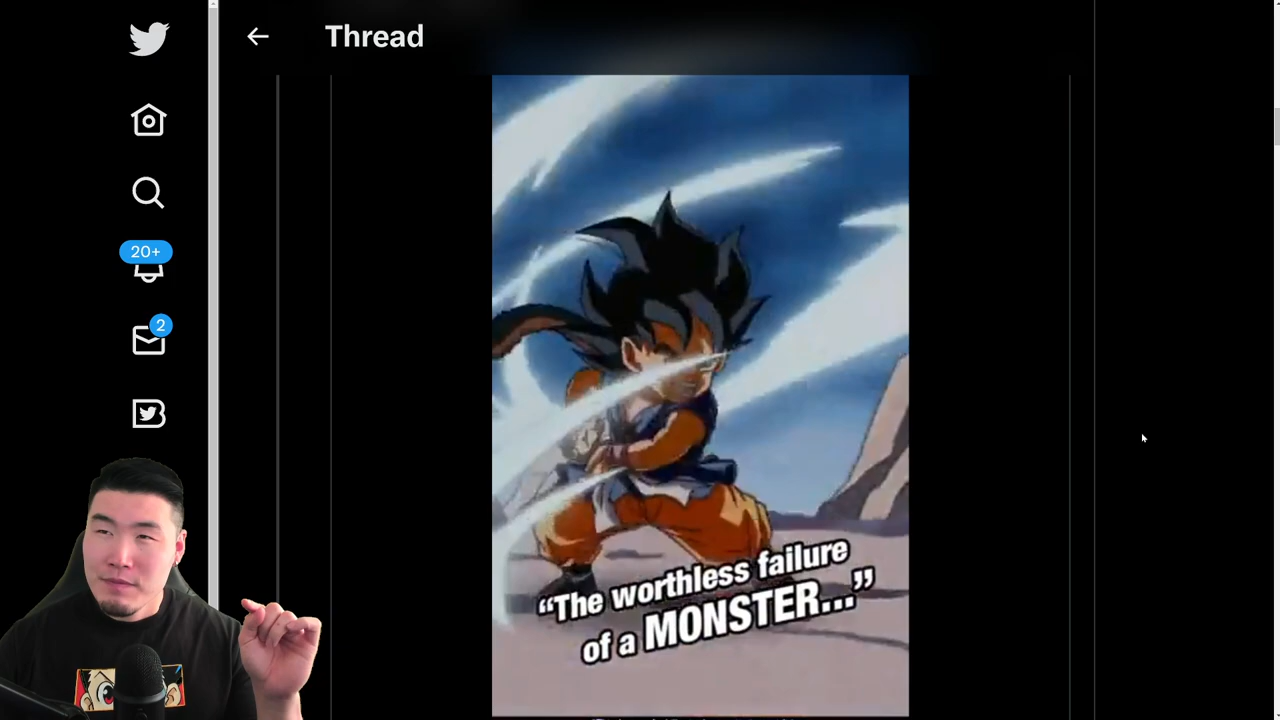 Thread
20+
2
“The worthless failure
of a MONSTER...”